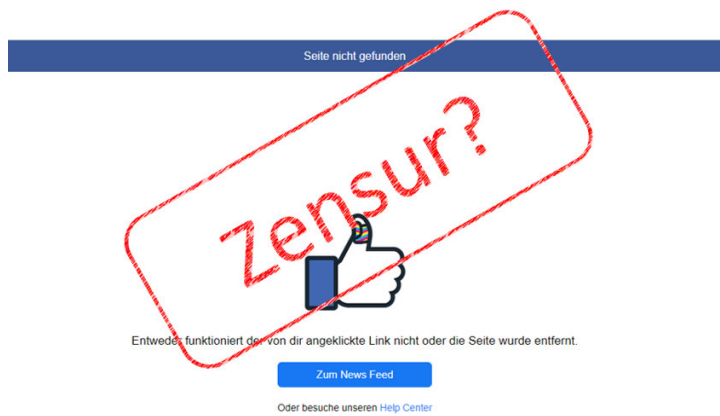 Seite nicht gefunden
Zensur?
Entweder funktioniert der von dir angeklickte Link nicht oder die Seite wurde entfernt.
Zum News Feed
Oder besuche unseren Help Center